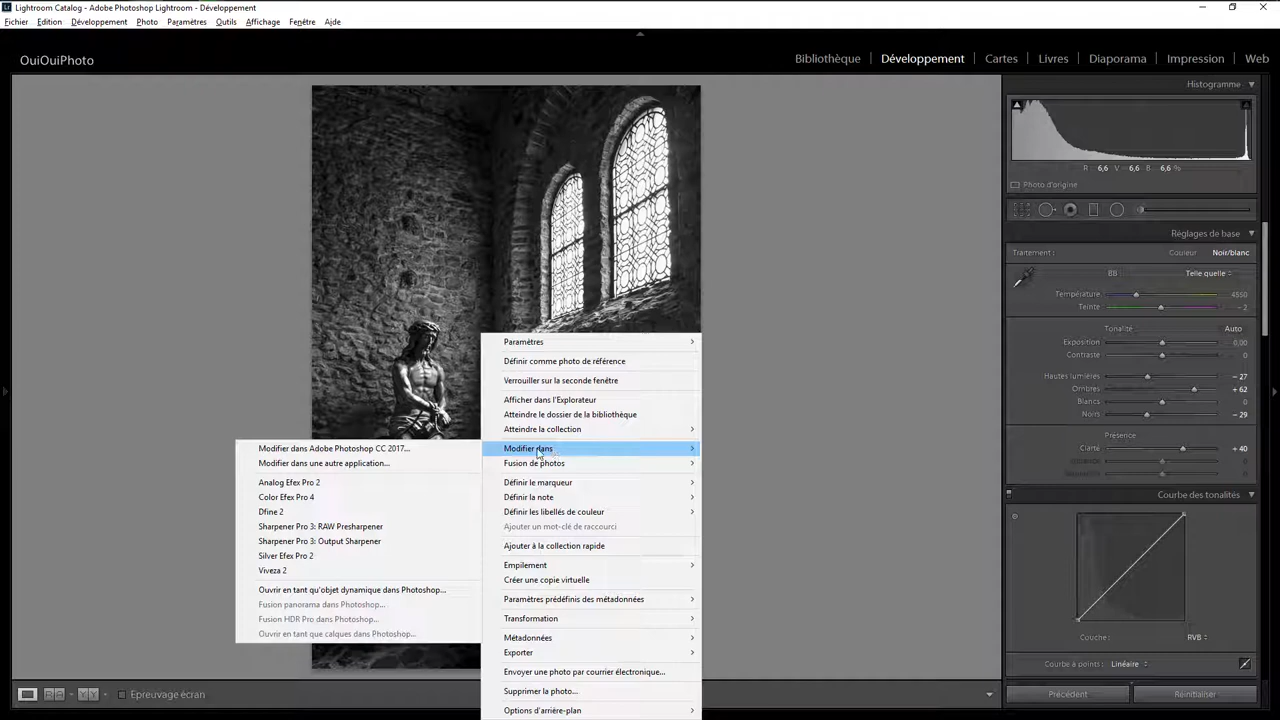 Lightroom Catalog - Adobe Photoshop Lightroom - Développement
Fichier Edition Développement Photo Paramètres Outils Affichage Fenêtre Aide
OuiOuiPhoto
Bibliothèque Développement Cartes Livres Diaporama Impression Web
Histogramme
R : 6,6 V : 6,6 B : 6,6 %
Photo d'origine
Réglages de base
Traitement : Couleur Noir/blanc
BB : Telle quelle
Température 4550
Teinte – 2
Tonalité Auto
Exposition 0,00
Contraste 0
Hautes lumières – 27
Ombres + 62
Blancs 0
Noirs – 29
Présence
Clarté + 40
Courbe des tonalités
Couche : RVB
Courbe à points : Linéaire
Précédent Réinitialiser
Paramètres
Définir comme photo de référence
Verrouiller sur la seconde fenêtre
Afficher dans l'Explorateur
Atteindre le dossier de la bibliothèque
Atteindre la collection
Modifier dans
Fusion de photos
Définir le marqueur
Définir la note
Définir les libellés de couleur
Ajouter un mot-clé de raccourci
Ajouter à la collection rapide
Empilement
Créer une copie virtuelle
Paramètres prédéfinis des métadonnées
Transformation
Métadonnées
Exporter
Envoyer une photo par courrier électronique...
Supprimer la photo...
Options d'arrière-plan
Modifier dans Adobe Photoshop CC 2017...
Modifier dans une autre application...
Analog Efex Pro 2
Color Efex Pro 4
Dfine 2
Sharpener Pro 3: RAW Presharpener
Sharpener Pro 3: Output Sharpener
Silver Efex Pro 2
Viveza 2
Ouvrir en tant qu'objet dynamique dans Photoshop...
Fusion panorama dans Photoshop...
Fusion HDR Pro dans Photoshop...
Ouvrir en tant que calques dans Photoshop...
Epreuvage écran